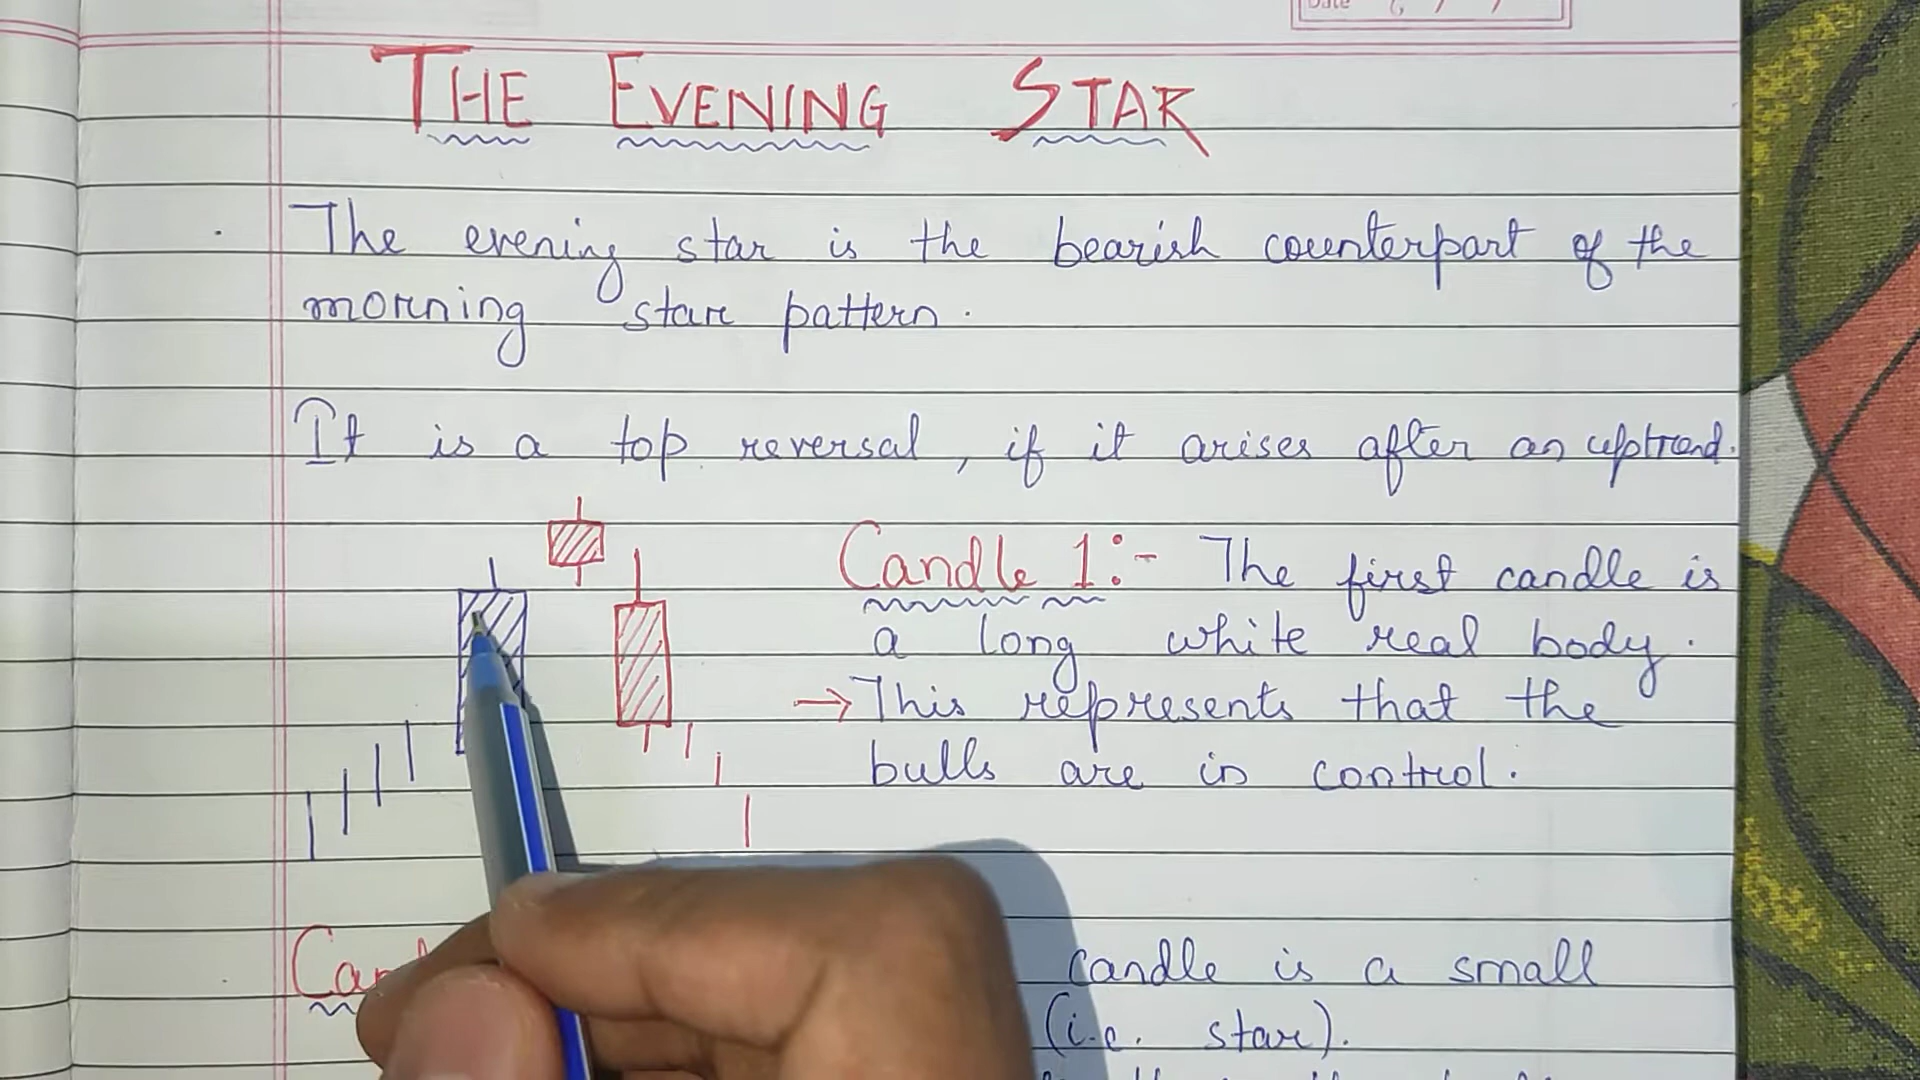 Date
THE EVENING STAR
The evening star is the bearish counterpart of the
morning star pattern.
It is a top reversal, if it arises after an uptrend.
Candle 1:- The first candle is
a long white real body.
→ This represents that the
bulls are in control.
candle is a small
(i.e. star).